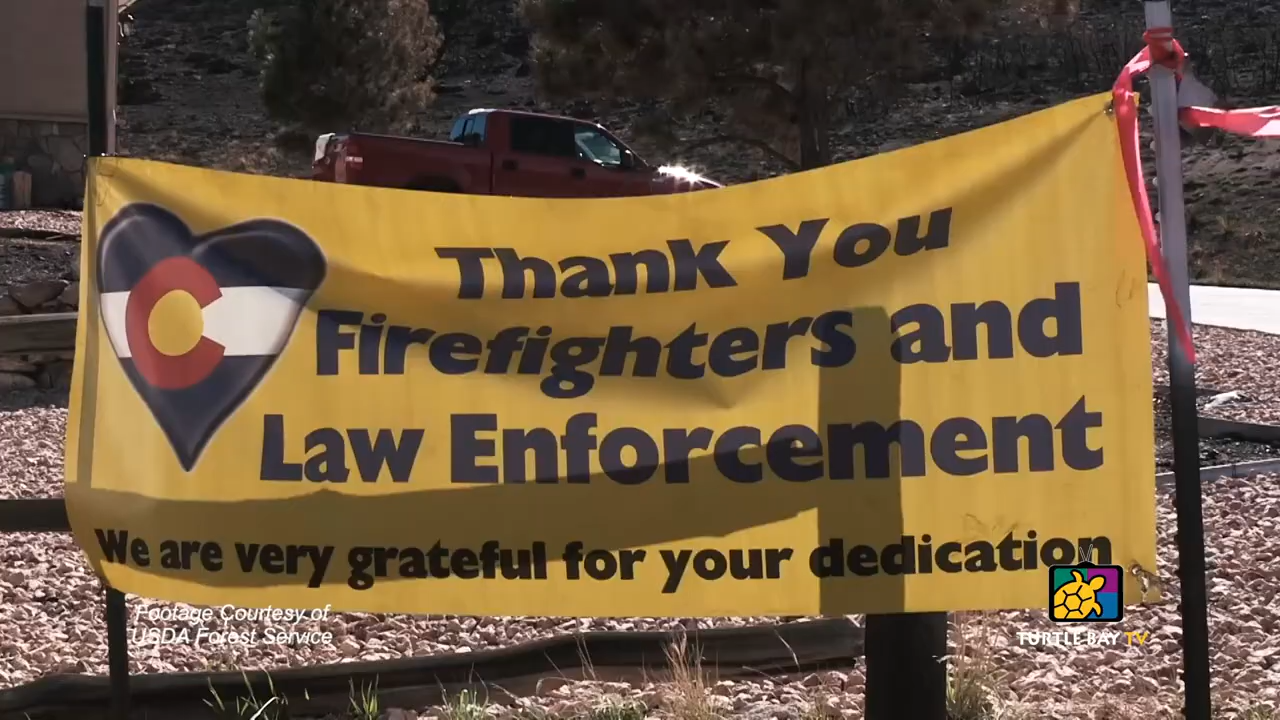 Thank You
Firefighters and
Law Enforcement
We are very grateful for your dedication
Footage Courtesy of
USDA Forest Service
TURTLE BAY TV